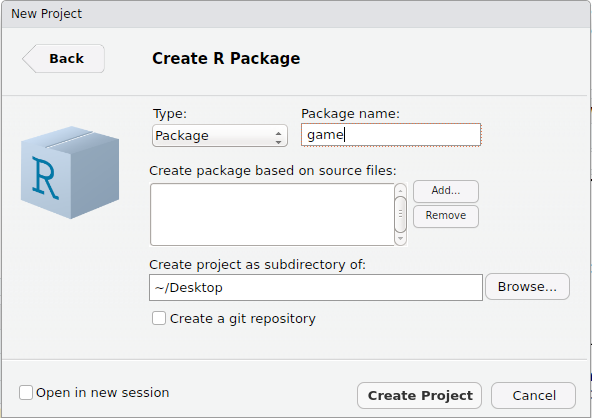 New Project
Back
Create R Package
Type: Package name:
Package game
R
Create package based on source files:
Add...
Remove
Create project as subdirectory of:
~/Desktop Browse...
Create a git repository
Open in new session Create Project Cancel